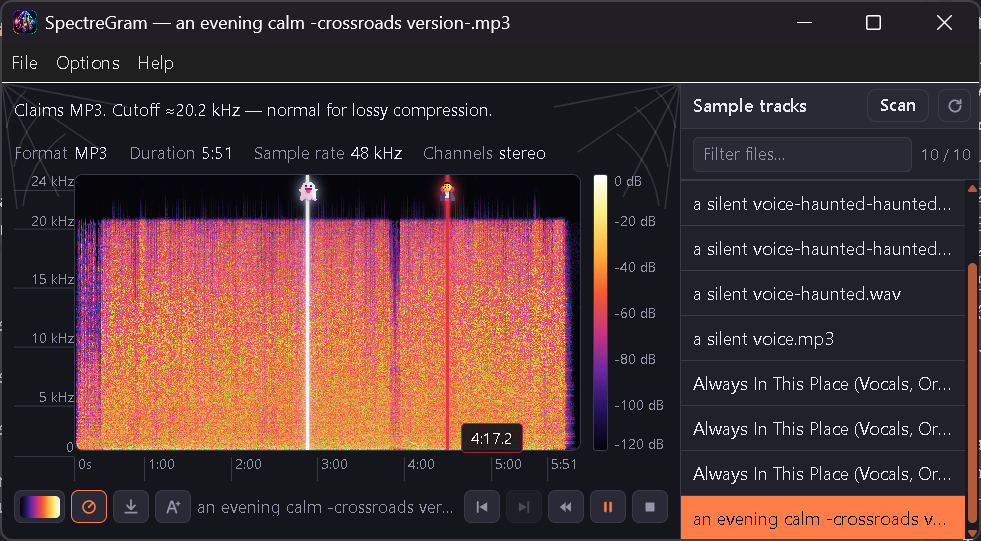 SpectreGram — an evening calm -crossroads version-.mp3
File Options Help
Claims MP3. Cutoff ≈20.2 kHz — normal for lossy compression.
Format MP3 Duration 5:51 Sample rate 48 kHz Channels stereo
24 kHz
20 kHz
15 kHz
10 kHz
5 kHz
0
0 dB
-20 dB
-40 dB
-60 dB
-80 dB
-100 dB
-120 dB
4:17.2
0s 1:00 2:00 3:00 4:00 5:00 5:51
A+ an evening calm -crossroads ver...
Sample tracks Scan
Filter files... 10 / 10
a silent voice-haunted-haunted...
a silent voice-haunted-haunted...
a silent voice-haunted.wav
a silent voice.mp3
Always In This Place (Vocals, Or...
Always In This Place (Vocals, Or...
Always In This Place (Vocals, Or...
an evening calm -crossroads v...